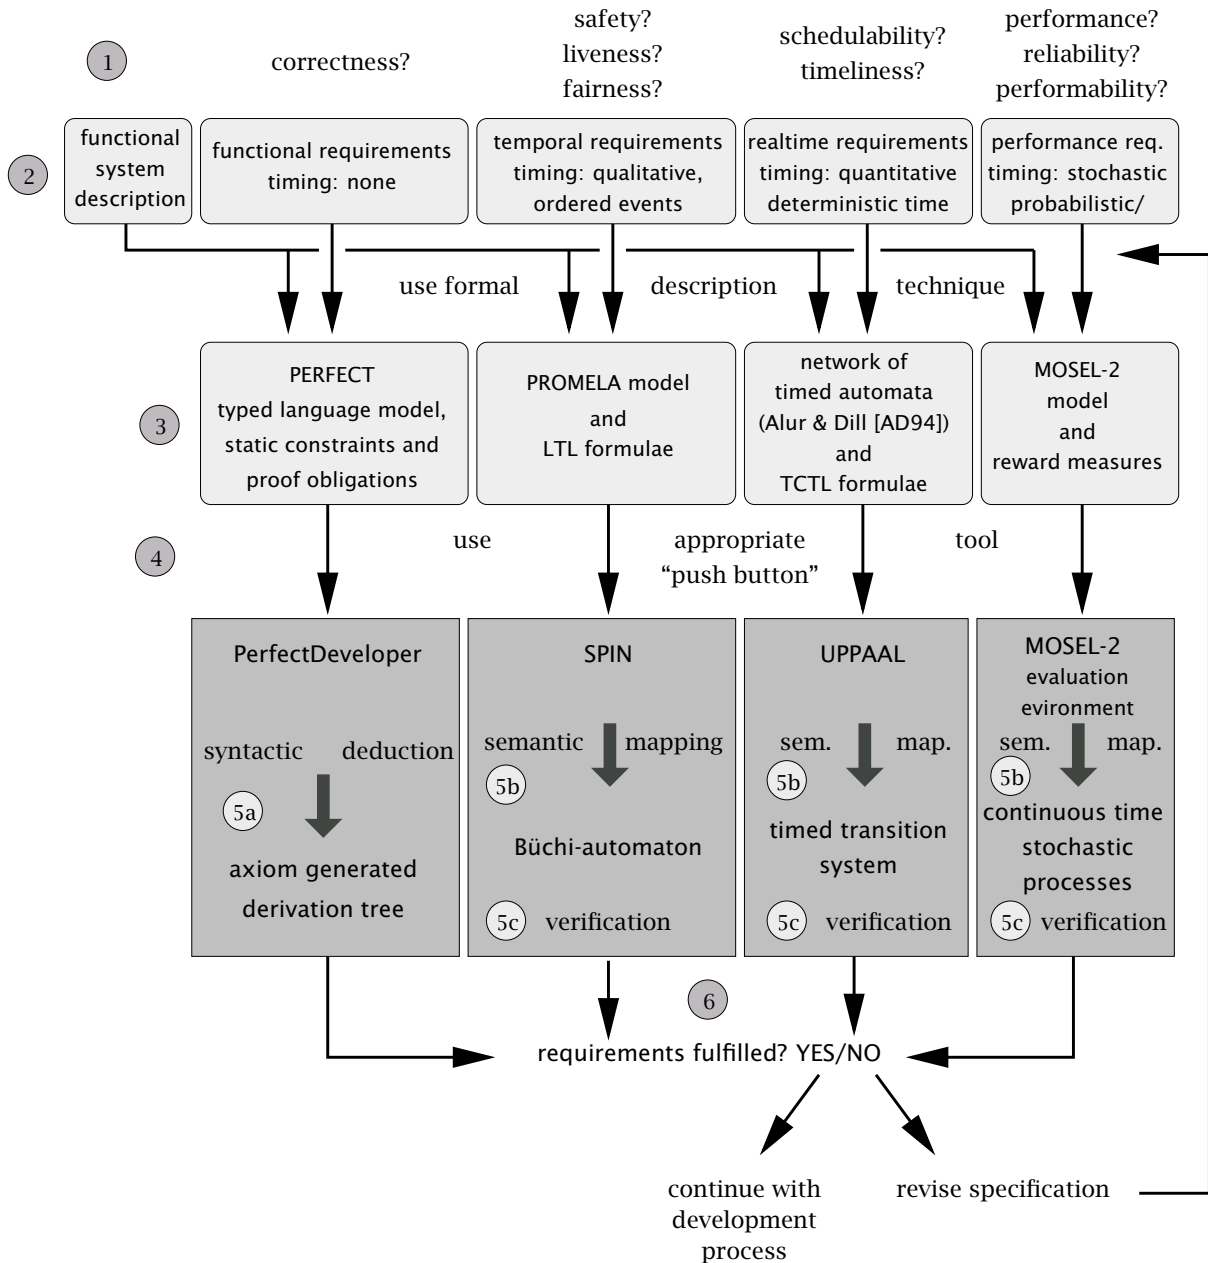 1
correctness?
safety?
liveness?
fairness?
schedulability?
timeliness?
performance?
reliability?
performability?
2
functional
system
description
functional requirements
timing: none
temporal requirements
timing: qualitative,
ordered events
realtime requirements
timing: quantitative
deterministic time
performance req.
timing: stochastic
probabilistic/
use formal description technique
3
PERFECT
typed language model,
static constraints and
proof obligations
PROMELA model
and
LTL formulae
network of
timed automata
(Alur & Dill [AD94])
and
TCTL formulae
MOSEL-2
model
and
reward measures
4
use appropriate tool
“push button”
PerfectDeveloper
syntactic deduction
5a
axiom generated
derivation tree
SPIN
semantic mapping
5b
Büchi-automaton
5c verification
UPPAAL
sem. map.
5b
timed transition
system
5c verification
MOSEL-2
evaluation
evironment
sem. map.
5b
continuous time
stochastic
processes
5c verification
6
requirements fulfilled? YES/NO
continue with
development
process
revise specification